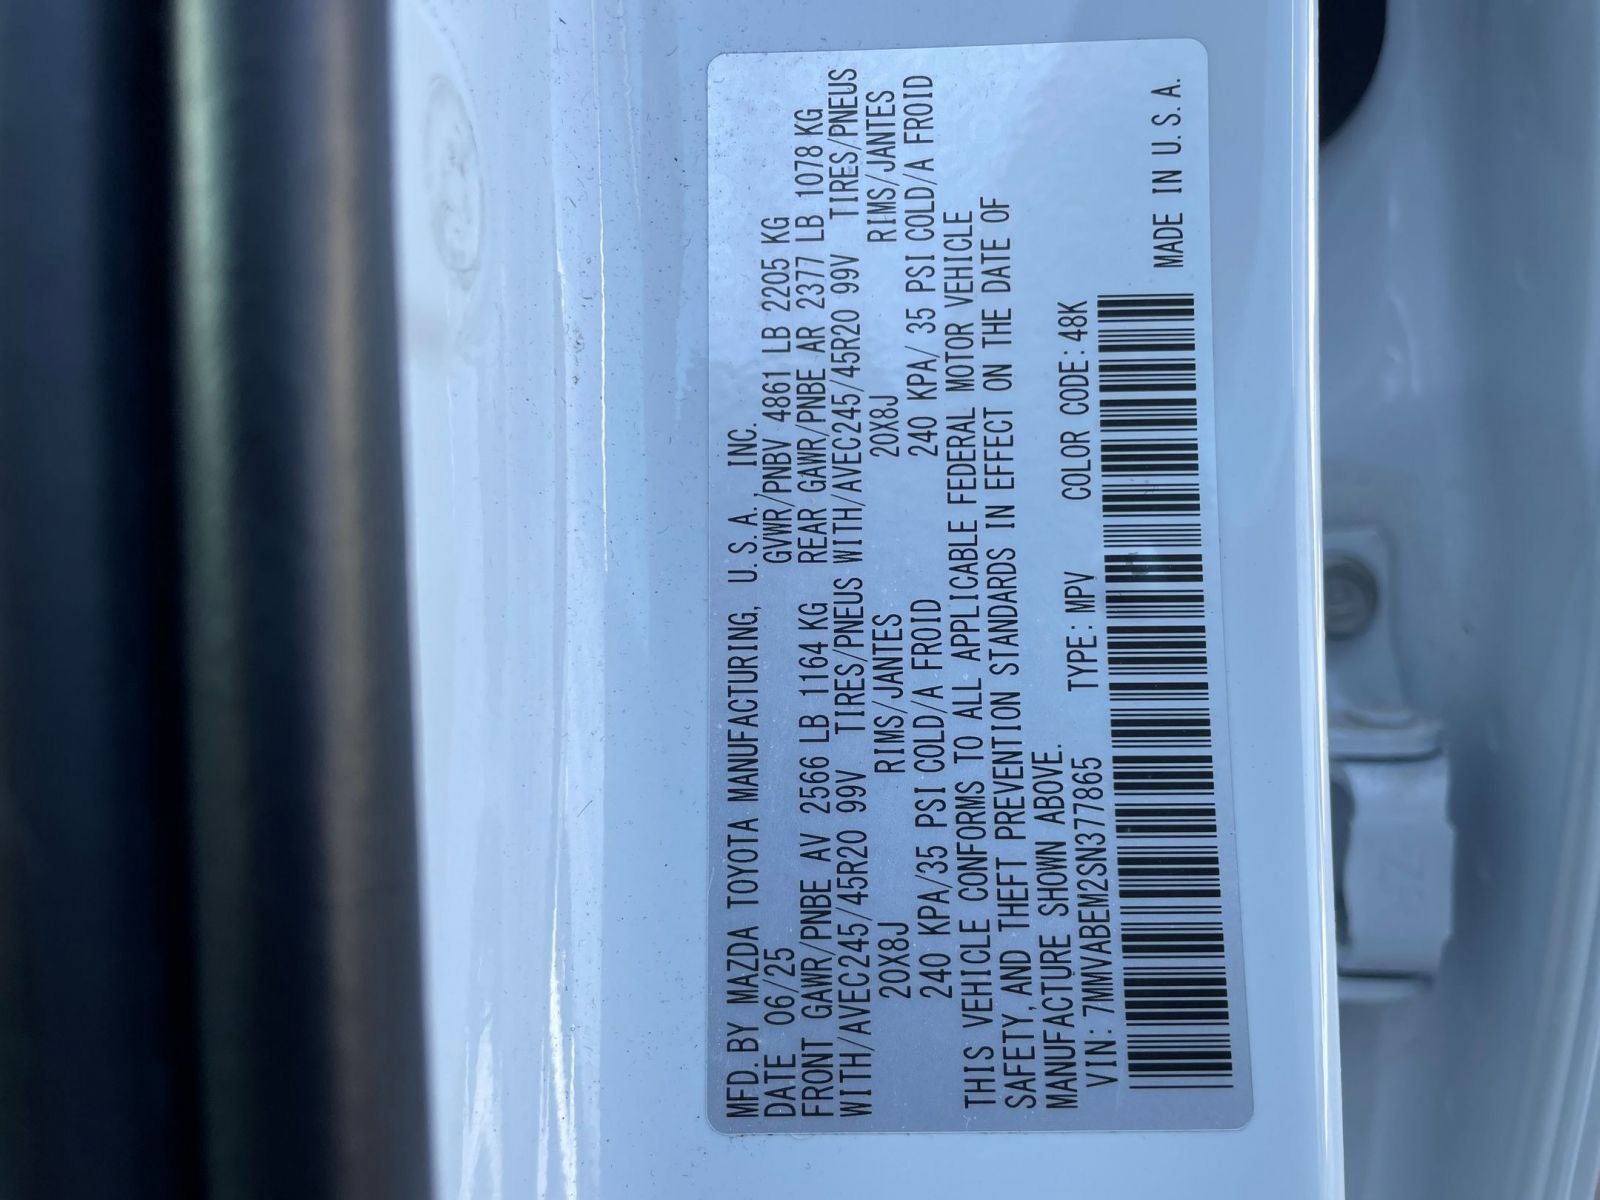 MFD. BY MAZDA TOYOTA MANUFACTURING, U.S.A., INC.
DATE 06/25 GVWR/PNBV 4861 LB 2205 KG
FRONT GAWR/PNBE AV 2566 LB 1164 KG REAR GAWR/PNBE AR 2377 LB 1078 KG
WITH/AVEC245/45R20 99V TIRES/PNEUS WITH/AVEC245/45R20 99V TIRES/PNEUS
20X8J RIMS/JANTES 20X8J RIMS/JANTES
240 KPA/35 PSI COLD/A FROID 240 KPA/ 35 PSI COLD/A FROID
THIS VEHICLE CONFORMS TO ALL APPLICABLE FEDERAL MOTOR VEHICLE
SAFETY, AND THEFT PREVENTION STANDARDS IN EFFECT ON THE DATE OF
MANUFACTURE SHOWN ABOVE.
VIN: 7MMVABEM2SN377865 TYPE: MPV COLOR CODE: 48K
MADE IN U.S.A.